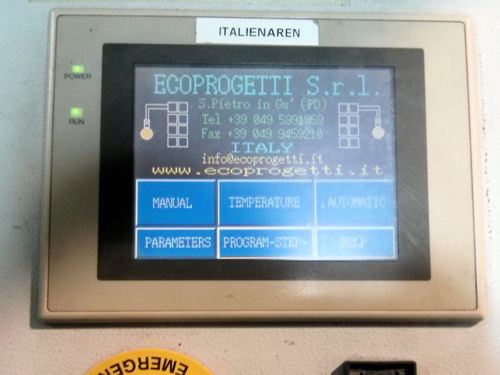 ITALIENAREN
POWER
RUN
ECOPROGETTI S.r.l.
S.Pietro in Gu' (PD)
Tel +39 049 5991959
Fax +39 049 9459210
ITALY
info@ecoprogetti.it
www.ecoprogetti.it
MANUAL TEMPERATURE AUTOMATIC
PARAMETERS PROGRAM-STEP> HELP
EMERGEN